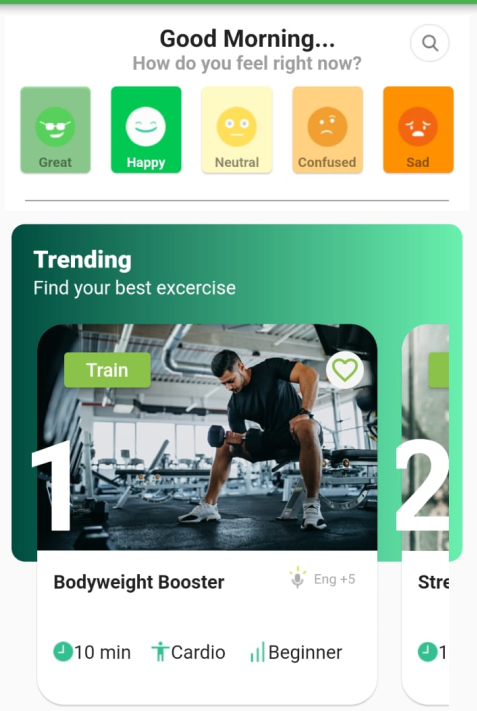 Good Morning...
How do you feel right now?
Great
Happy
Neutral
Confused
Sad
Trending
Find your best excercise
Train
1
2
Bodyweight Booster
Eng +5
Stre
10 min
Cardio
Beginner
1